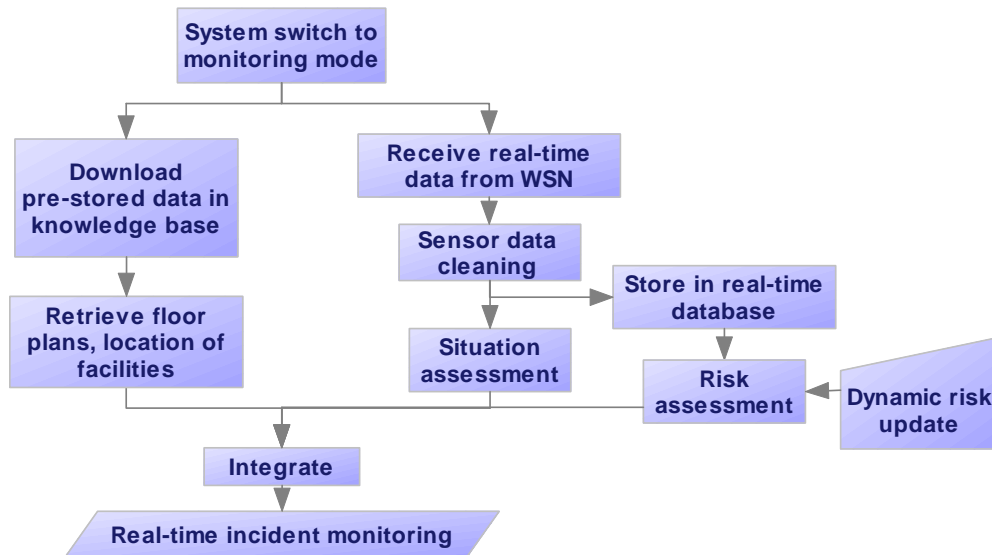 System switch to
monitoring mode
Download
pre-stored data in
knowledge base
Receive real-time
data from WSN
Sensor data
cleaning
Store in real-time
database
Retrieve floor
plans, location of
facilities
Situation
assessment
Risk
assessment
Dynamic risk
update
Integrate
Real-time incident monitoring